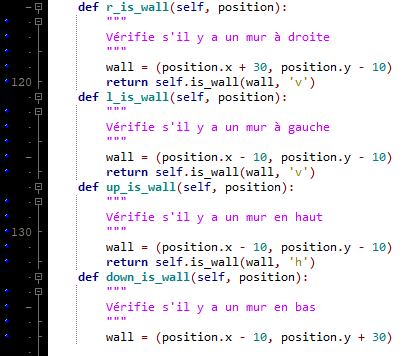 def r_is_wall(self, position):
"""
Vérifie s'il y a un mur à droite
"""
wall = (position.x + 30, position.y - 10)
120 return self.is_wall(wall, 'v')
def l_is_wall(self, position):
"""
Vérifie s'il y a un mur à gauche
"""
wall = (position.x - 10, position.y - 10)
return self.is_wall(wall, 'v')
def up_is_wall(self, position):
"""
Vérifie s'il y a un mur en haut
130 """
wall = (position.x - 10, position.y - 10)
return self.is_wall(wall, 'h')
def down_is_wall(self, position):
"""
Vérifie s'il y a un mur en bas
"""
wall = (position.x - 10, position.y + 30)